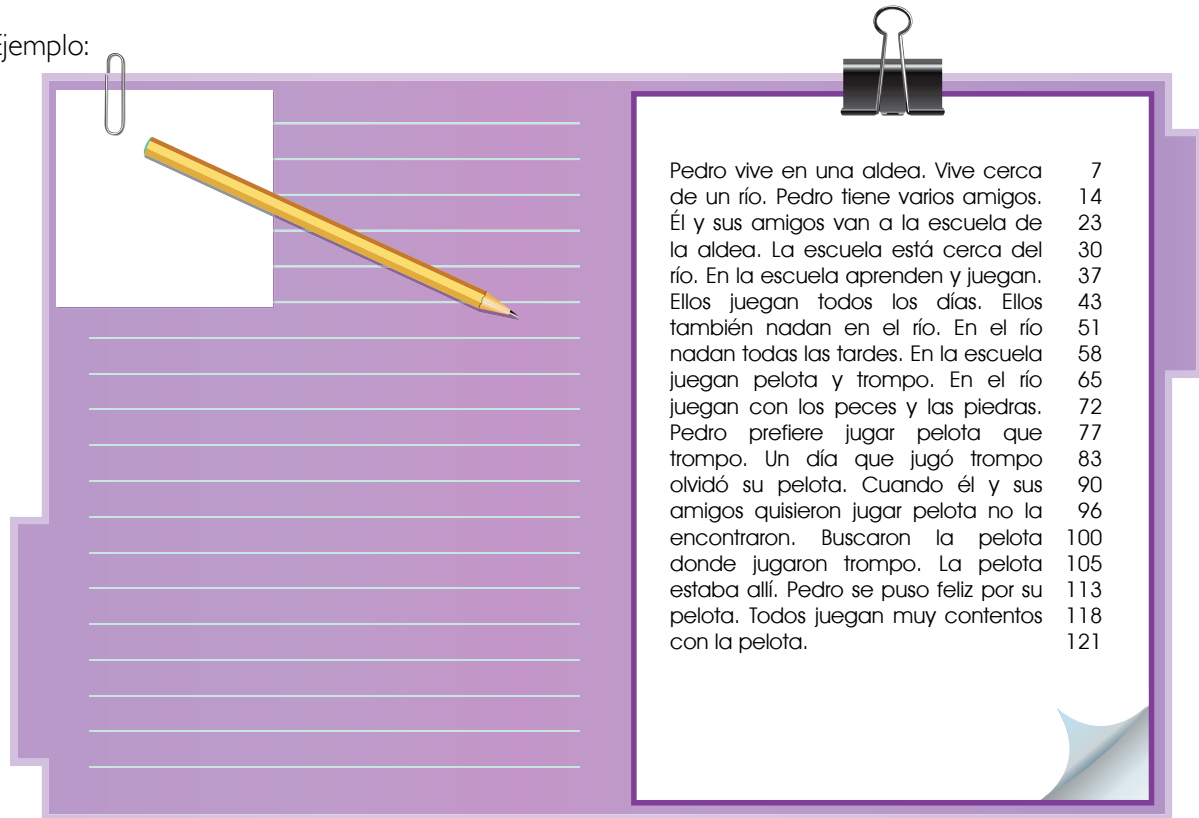 Ejemplo:
Pedro vive en una aldea. Vive cerca 7
de un río. Pedro tiene varios amigos. 14
Él y sus amigos van a la escuela de 23
la aldea. La escuela está cerca del 30
río. En la escuela aprenden y juegan. 37
Ellos juegan todos los días. Ellos 43
también nadan en el río. En el río 51
nadan todas las tardes. En la escuela 58
juegan pelota y trompo. En el río 65
juegan con los peces y las piedras. 72
Pedro prefiere jugar pelota que 77
trompo. Un día que jugó trompo 83
olvidó su pelota. Cuando él y sus 90
amigos quisieron jugar pelota no la 96
encontraron. Buscaron la pelota 100
donde jugaron trompo. La pelota 105
estaba allí. Pedro se puso feliz por su 113
pelota. Todos juegan muy contentos 118
con la pelota. 121